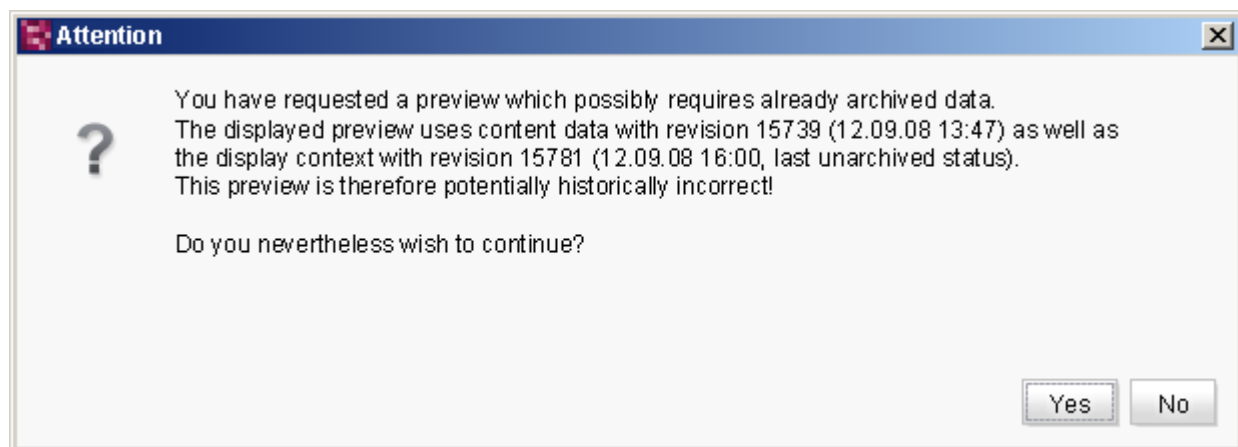 Attention
You have requested a preview which possibly requires already archived data.
The displayed preview uses content data with revision 15739 (12.09.08 13:47) as well as
the display context with revision 15781 (12.09.08 16:00, last unarchived status).
This preview is therefore potentially historically incorrect!
Do you nevertheless wish to continue?
Yes No